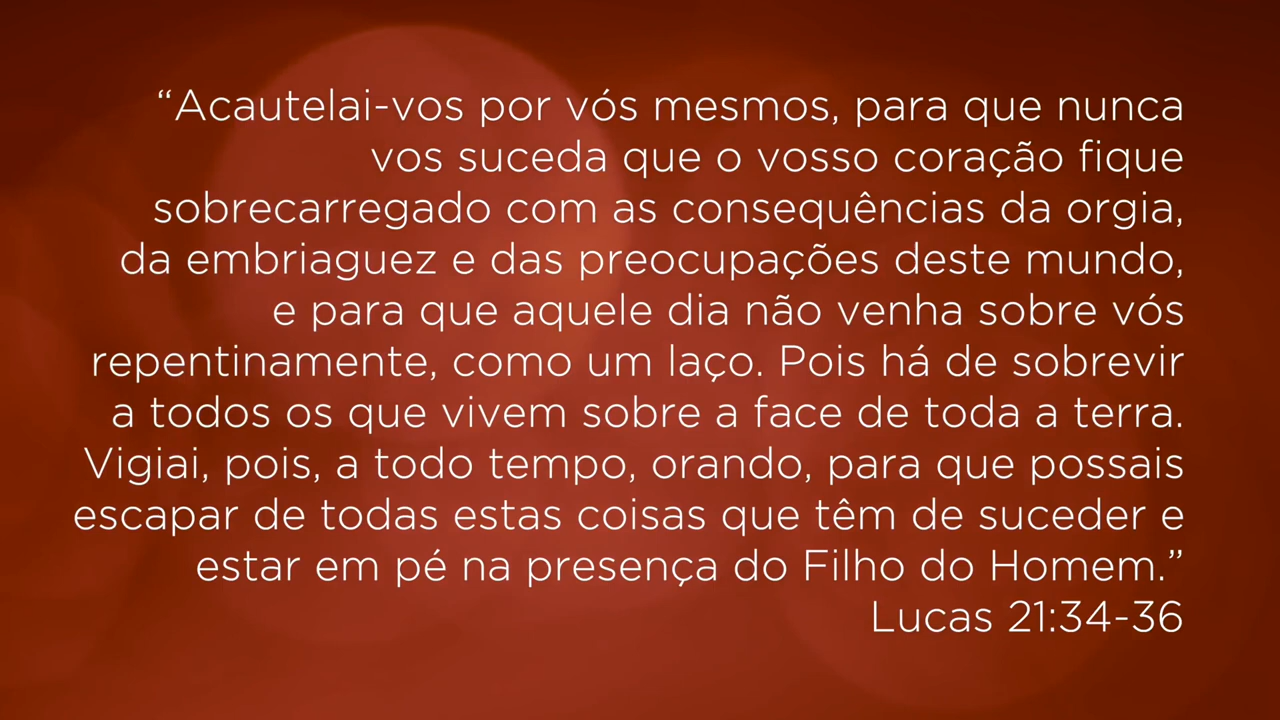 “Acautelai-vos por vós mesmos, para que nunca
vos suceda que o vosso coração fique
sobrecarregado com as consequências da orgia,
da embriaguez e das preocupações deste mundo,
e para que aquele dia não venha sobre vós
repentinamente, como um laço. Pois há de sobrevir
a todos os que vivem sobre a face de toda a terra.
Vigiai, pois, a todo tempo, orando, para que possais
escapar de todas estas coisas que têm de suceder e
estar em pé na presença do Filho do Homem.”
Lucas 21:34-36